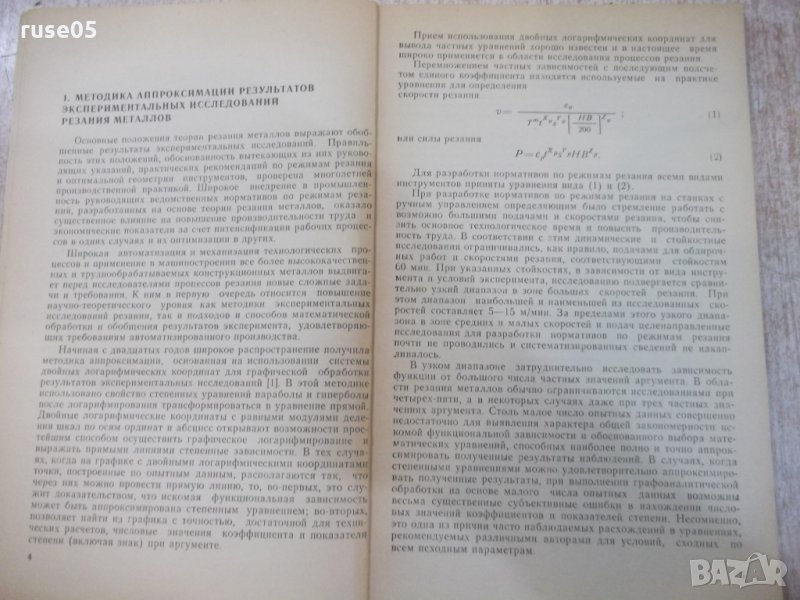 ruse05
1. МЕТОДИКА АППРОКСИМАЦИИ РЕЗУЛЬТАТОВ
ЭКСПЕРИМЕНТАЛЬНЫХ ИССЛЕДОВАНИЙ
РЕЗАНИЯ МЕТАЛЛОВ
Основные положения теории резания металлов выражают обоб-
щенные результаты экспериментальных исследований. Правиль-
ность этих положений, обоснованность вытекающих из них руково-
дящих указаний, практических рекомендаций по режимам резания
и оптимальной геометрии инструментов, проверена многолетней
производственной практикой. Широкое внедрение в промышлен-
ность руководящих ведомственных нормативов по режимам реза-
ния, разработанных на основе теории резания металлов, оказало
существенное влияние на повышение производительности труда и
экономические показатели за счет интенсификации рабочих процес-
сов в одних случаях и их оптимизации в других.
Широкая автоматизация и механизация технологических про-
цессов и применение в машиностроении все более высококачествен-
ных и труднообрабатываемых конструкционных металлов выдвига-
ет перед исследователями процессов резания новые сложные зада-
чи и требования. К ним в первую очередь относится повышение
научно-теоретического уровня как методики экспериментальных
исследований резания, так и подходов и способов математической
обработки и обобщения результатов эксперимента, удовлетворяю-
щих требованиям автоматизированного производства.
Начиная с двадцатых годов широкое распространение получила
методика аппроксимации, основанная на использовании системы
двойных логарифмических координат для графической обработки
результатов экспериментальных исследований [1]. В этой методике
использовано свойство степенных уравнений параболы и гиперболы
после логарифмирования трансформироваться в уравнение прямой.
Двойные логарифмические координаты с равными модулями деле-
ния шкал по осям ординат и абсцисс открывают возможности прос-
тейшим способом осуществить графическое логарифмирование и
выражать прямыми линиями степенные зависимости. В тех случа-
ях, когда на графике с двойными логарифмическими координатами
точки, построенные по опытным данным, располагаются так, что
через них можно провести прямую линию, то, во-первых, это слу-
жит доказательством, что искомая функциональная зависимость
может быть аппроксимирована степенным уравнением; во-вторых,
позволяет найти из графика с точностью, достаточной для техни-
ческих расчетов, числовые значения коэффициента и показателя
степени (включая знак) при аргументе.
4
Прием использования двойных логарифмических координат для
вывода частных уравнений хорошо известен и в настоящее время
широко применяется в области исследования процессов резания.
Перемножением частных зависимостей с последующим подсче-
том единого коэффициента находятся используемые на практике
уравнения для определения
скорости резания
v = c_v / (T^m t^{x_v} s^{y_v} [HB/200]^{z_v}) ; (1)
или силы резания
P = c_p t^{x_p} s^{y_p} HB^{z_p}. (2)
Для разработки нормативов по режимам резания всеми видами
инструментов приняты уравнения вида (1) и (2).
При разработке нормативов по режимам резания на станках с
ручным управлением определяющим было стремление работать с
возможно большими подачами и скоростями резания, чтобы сни-
зить основное технологическое время и повысить производитель-
ность труда. В соответствии с этим динамические и стойкостные
исследования ограничивались, как правило, подачами для обдироч-
ных работ и скоростями резания, соответствующими стойкостям
60 мин. При указанных стойкостях, в зависимости от вида инстру-
мента и условий эксперимента, исследованию подвергается сравни-
тельно узкий диапазон в зоне больших скоростей резания. При
этом диапазон наибольшей и наименьшей из исследованных ско-
ростей составляет 5—15 м/мин. За пределами этого узкого диапа-
зона в зоне средних и малых скоростей и подач целенаправленные
исследования для разработки нормативов по режимам резания
почти не проводились и систематизированных сведений не накап-
ливалось.
В узком диапазоне затруднительно исследовать зависимость
функции от большого числа частных значений аргумента. В обла-
сти резания металлов обычно ограничиваются исследованиями при
четырех-пяти, а в некоторых случаях даже при трех частных зна-
чениях аргумента. Столь малое число опытных данных совершенно
недостаточно для выявления характера общей закономерности ис-
комой функциональной зависимости и обоснованного выбора мате-
матических уравнений, способных наиболее полно и точно аппрок-
симировать полученные результаты наблюдений. В случаях, когда
степенными уравнениями можно удовлетворительно аппроксимиро-
вать полученные результаты, при выполнении графоаналитической
обработки на основе малого числа опытных данных возможны
весьма существенные субъективные ошибки в нахождении число-
вых значений коэффициентов и показателей степени. Несомненно,
это одна из причин часто наблюдаемых расхождений в уравнениях,
рекомендуемых различными авторами для условий, сходных по
всем исходным параметрам.
BAZAR
.bg